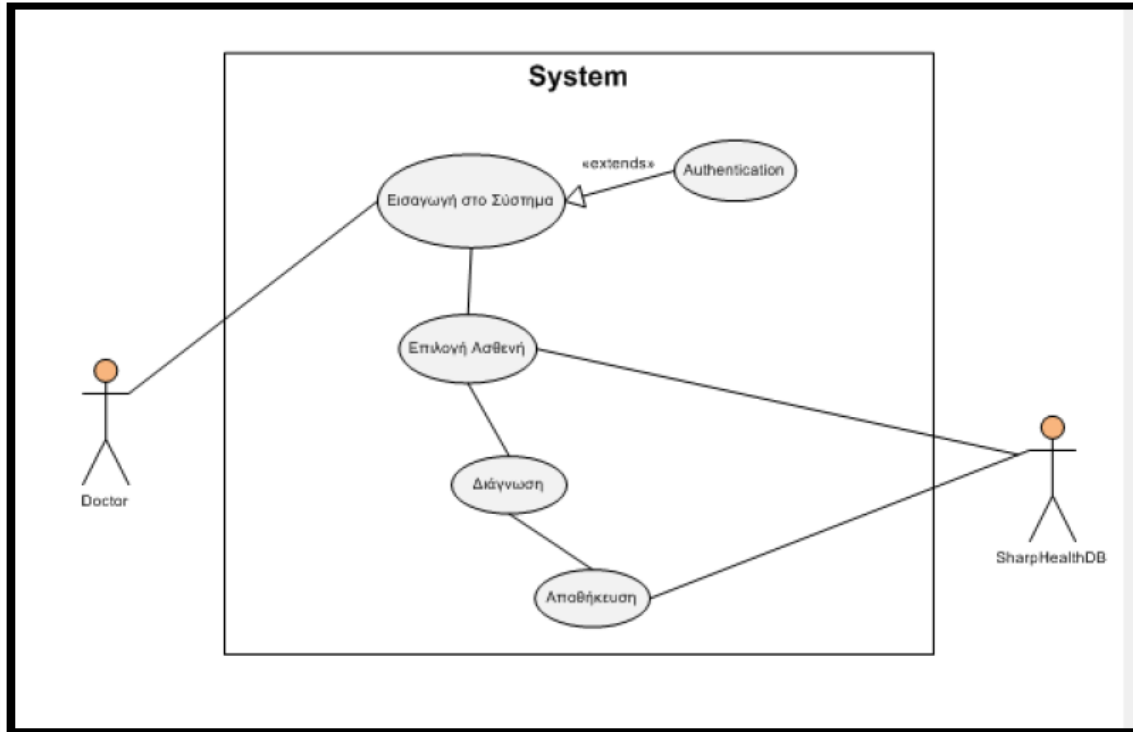 System
«extends»
Authentication
Εισαγωγή στο Σύστημα
Επιλογή Ασθενή
Διάγνωση
Αποθήκευση
Doctor
SharpHealthDB